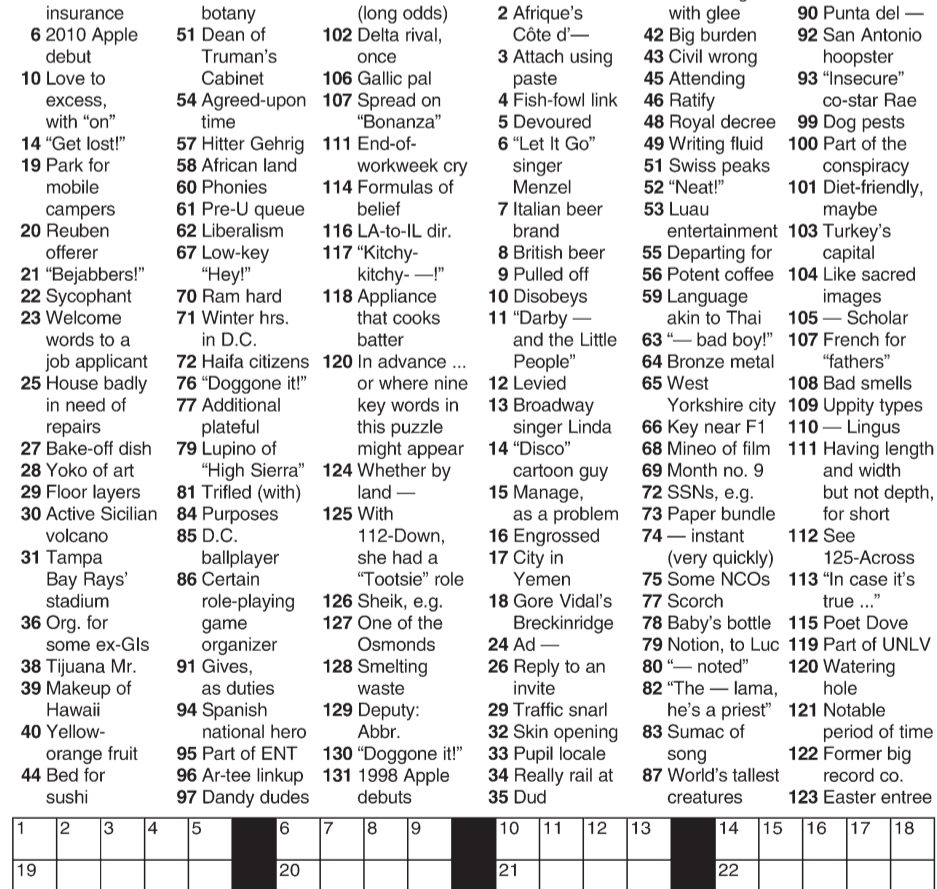 insurance
6 2010 Apple
debut
10 Love to
excess,
with “on”
14 “Get lost!”
19 Park for
mobile
campers
20 Reuben
offerer
21 “Bejabbers!”
22 Sycophant
23 Welcome
words to a
job applicant
25 House badly
in need of
repairs
27 Bake-off dish
28 Yoko of art
29 Floor layers
30 Active Sicilian
volcano
31 Tampa
Bay Rays’
stadium
36 Org. for
some ex-GIs
38 Tijuana Mr.
39 Makeup of
Hawaii
40 Yellow-
orange fruit
44 Bed for
sushi
botany
51 Dean of
Truman’s
Cabinet
54 Agreed-upon
time
57 Hitter Gehrig
58 African land
60 Phonies
61 Pre-U queue
62 Liberalism
67 Low-key
“Hey!”
70 Ram hard
71 Winter hrs.
in D.C.
72 Haifa citizens
76 “Doggone it!”
77 Additional
plateful
79 Lupino of
“High Sierra”
81 Trifled (with)
84 Purposes
85 D.C.
ballplayer
86 Certain
role-playing
game
organizer
91 Gives,
as duties
94 Spanish
national hero
95 Part of ENT
96 Ar-tee linkup
97 Dandy dudes
(long odds)
102 Delta rival,
once
106 Gallic pal
107 Spread on
“Bonanza”
111 End-of-
workweek cry
114 Formulas of
belief
116 LA-to-IL dir.
117 “Kitchy-
kitchy- —!”
118 Appliance
that cooks
batter
120 In advance ...
or where nine
key words in
this puzzle
might appear
124 Whether by
land —
125 With
112-Down,
she had a
“Tootsie” role
126 Sheik, e.g.
127 One of the
Osmonds
128 Smelting
waste
129 Deputy:
Abbr.
130 “Doggone it!”
131 1998 Apple
debuts
2 Afrique’s
Côte d’—
3 Attach using
paste
4 Fish-fowl link
5 Devoured
6 “Let It Go”
singer
Menzel
7 Italian beer
brand
8 British beer
9 Pulled off
10 Disobeys
11 “Darby —
and the Little
People”
12 Levied
13 Broadway
singer Linda
14 “Disco”
cartoon guy
15 Manage,
as a problem
16 Engrossed
17 City in
Yemen
18 Gore Vidal’s
Breckinridge
24 Ad —
26 Reply to an
invite
29 Traffic snarl
32 Skin opening
33 Pupil locale
34 Really rail at
35 Dud
with glee
42 Big burden
43 Civil wrong
45 Attending
46 Ratify
48 Royal decree
49 Writing fluid
51 Swiss peaks
52 “Neat!”
53 Luau
entertainment
55 Departing for
56 Potent coffee
59 Language
akin to Thai
63 “— bad boy!”
64 Bronze metal
65 West
Yorkshire city
66 Key near F1
68 Mineo of film
69 Month no. 9
72 SSNs, e.g.
73 Paper bundle
74 — instant
(very quickly)
75 Some NCOs
77 Scorch
78 Baby’s bottle
79 Notion, to Luc
80 “— noted”
82 “The — lama,
he’s a priest”
83 Sumac of
song
87 World’s tallest
creatures
90 Punta del —
92 San Antonio
hoopster
93 “Insecure”
co-star Rae
99 Dog pests
100 Part of the
conspiracy
101 Diet-friendly,
maybe
103 Turkey’s
capital
104 Like sacred
images
105 — Scholar
107 French for
“fathers”
108 Bad smells
109 Uppity types
110 — Lingus
111 Having length
and width
but not depth,
for short
112 See
125-Across
113 “In case it’s
true ...”
115 Poet Dove
119 Part of UNLV
120 Watering
hole
121 Notable
period of time
122 Former big
record co.
123 Easter entree
1 2 3 4 5 6 7 8 9 10 11 12 13 14 15 16 17 18
19 20 21 22